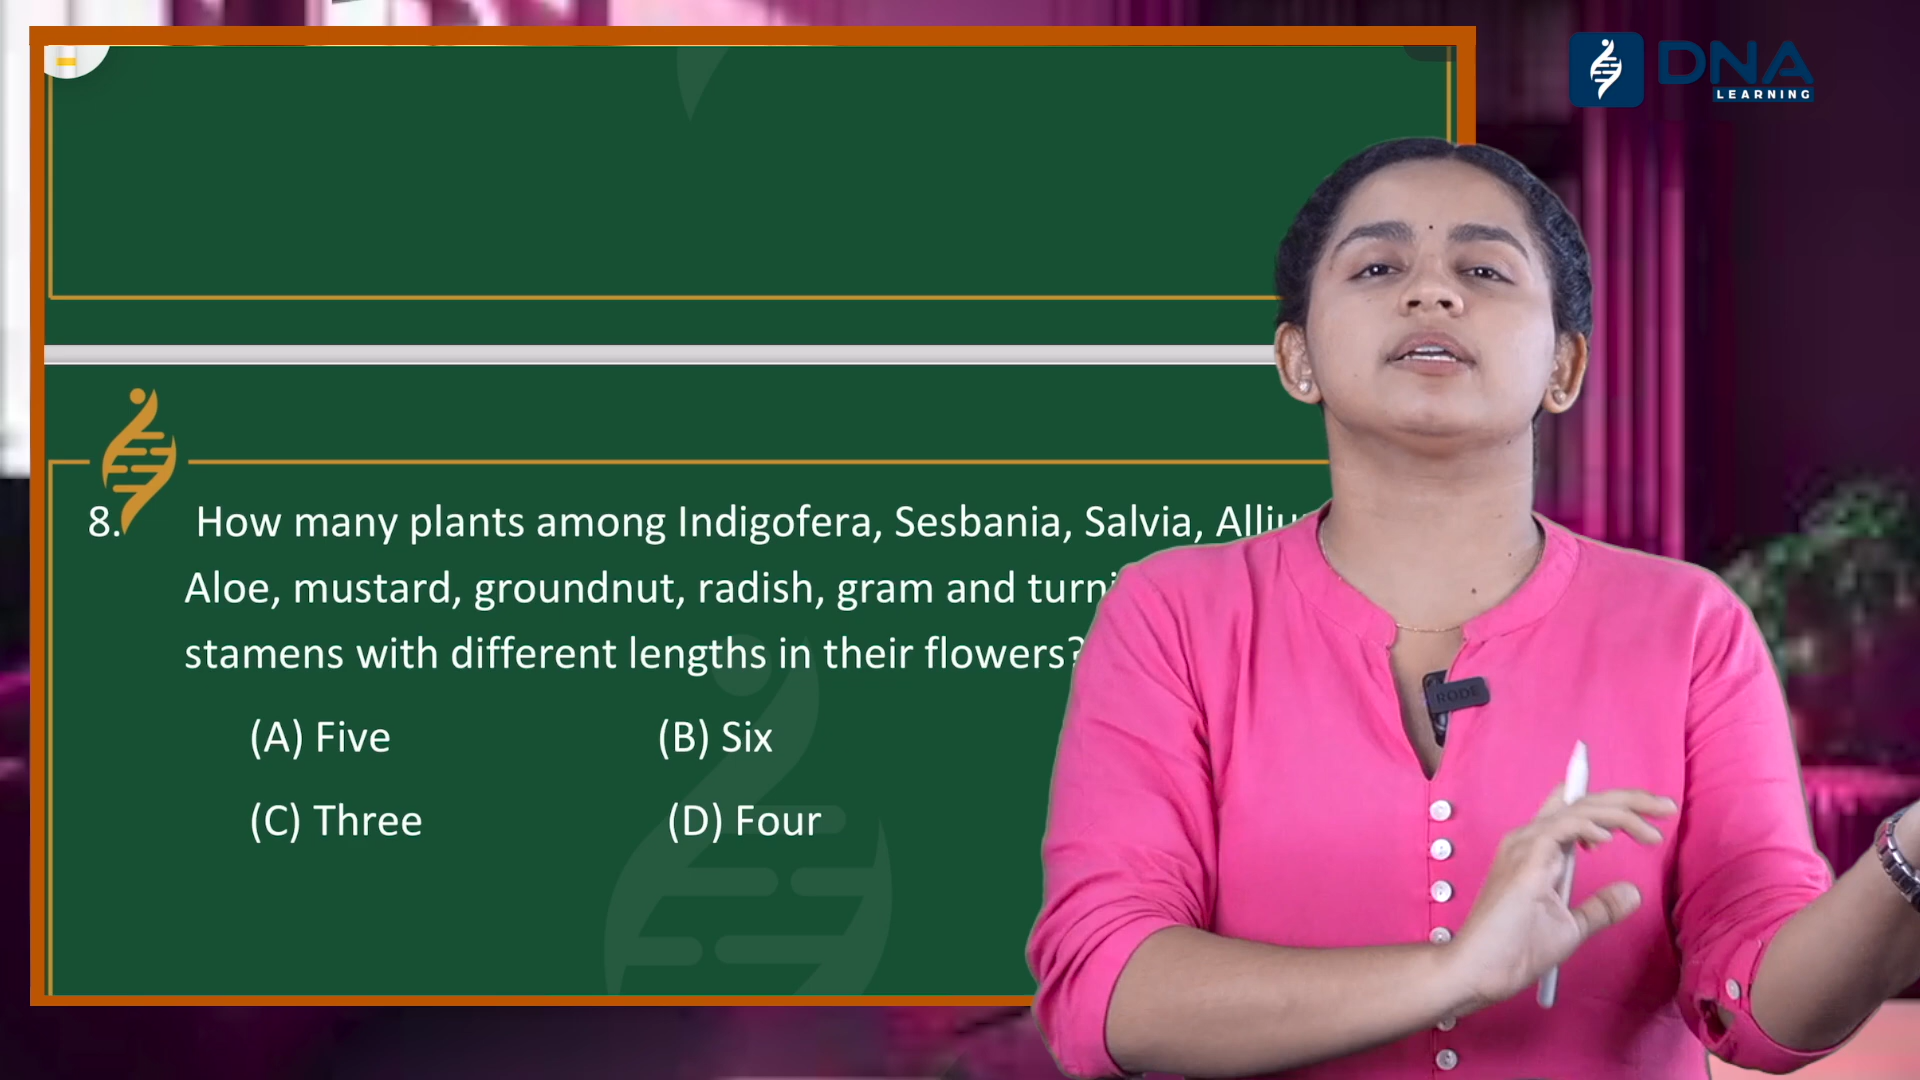 DNA
LEARNING
8. How many plants among Indigofera, Sesbania, Salvia,
Aloe, mustard, groundnut, radish, gram and
stamens with different lengths in their flowers?
(A) Five (B) Six
(C) Three (D) Four
RODE